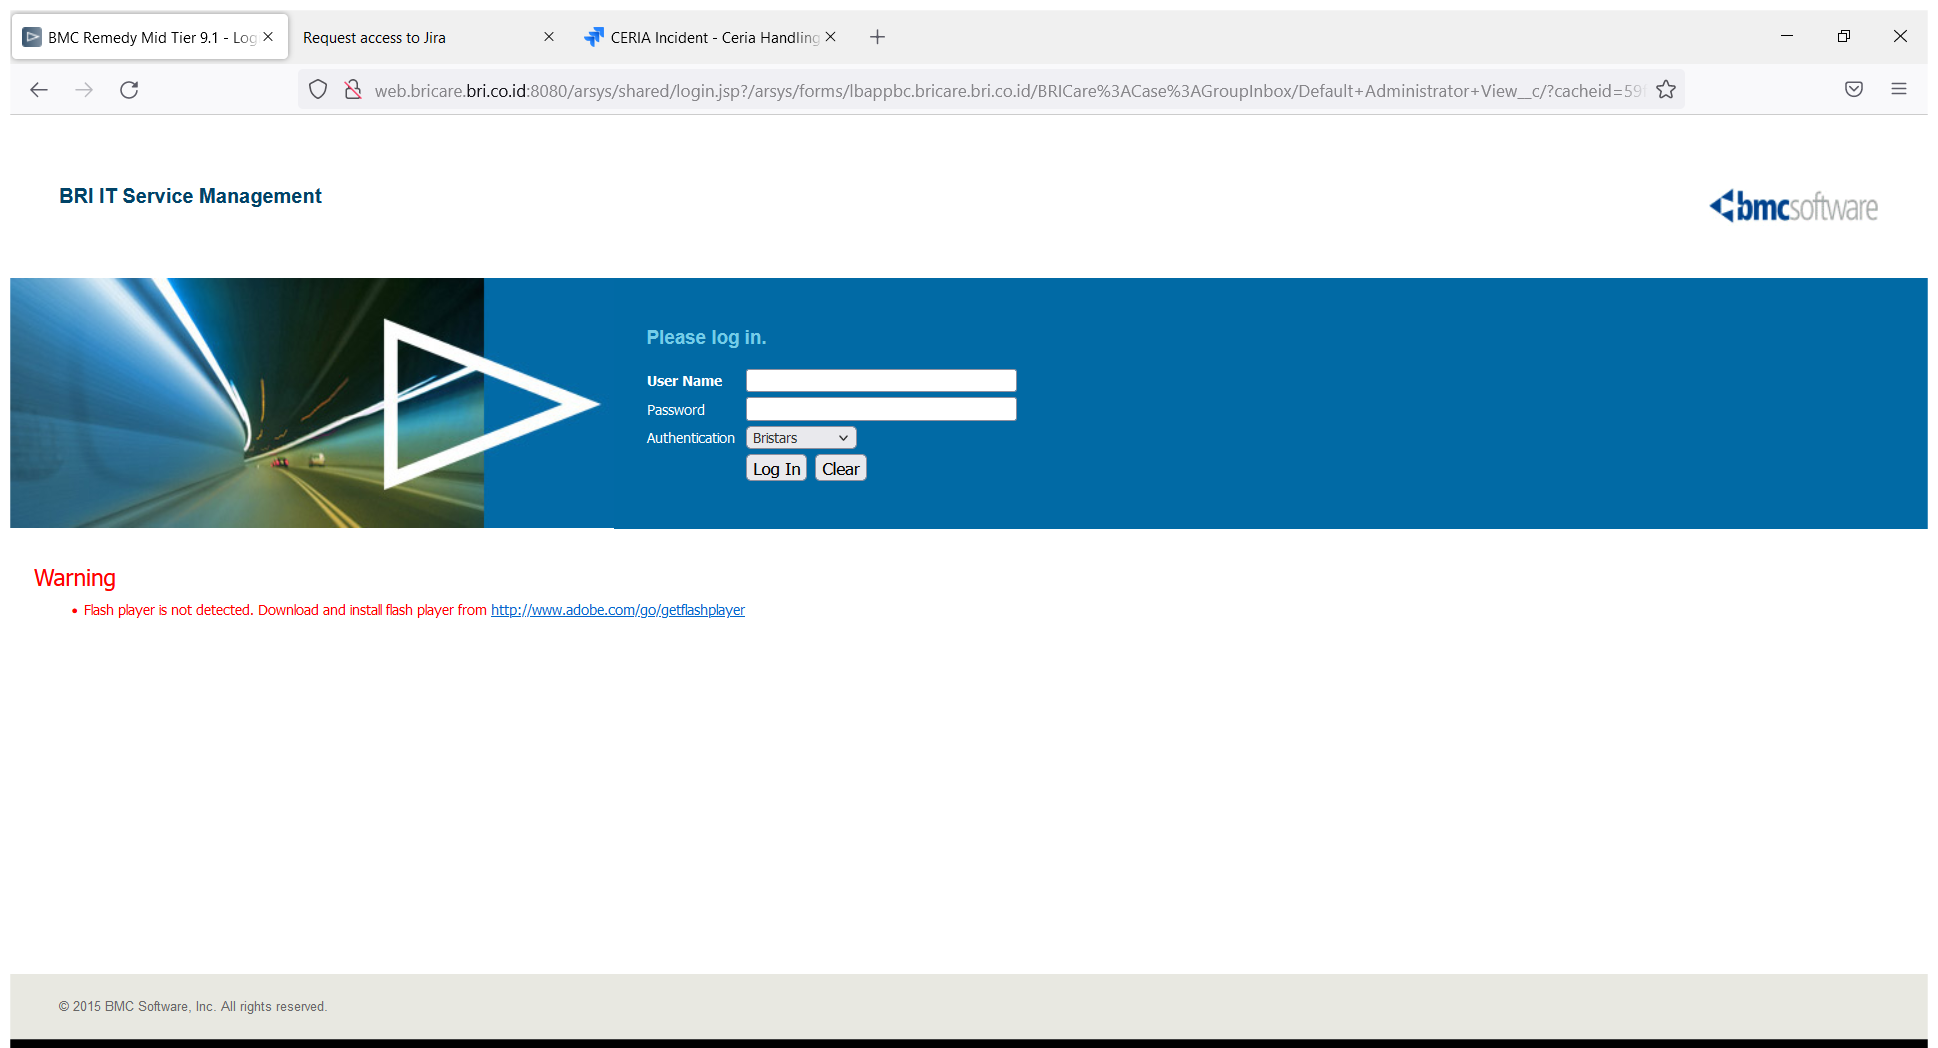 BMC Remedy Mid Tier 9.1 - Log
Request access to Jira
CERIA Incident - Ceria Handling
web.bricare.bri.co.id:8080/arsys/shared/login.jsp?/arsys/forms/lbappbc.bricare.bri.co.id/BRICare%3ACase%3AGroupInbox/Default+Administrator+View__c/?cacheid=59f
BRI IT Service Management
bmcsoftware
Please log in.
User Name
Password
Authentication
Bristars
Log In
Clear
Warning
• Flash player is not detected. Download and install flash player from http://www.adobe.com/go/getflashplayer
© 2015 BMC Software, Inc. All rights reserved.